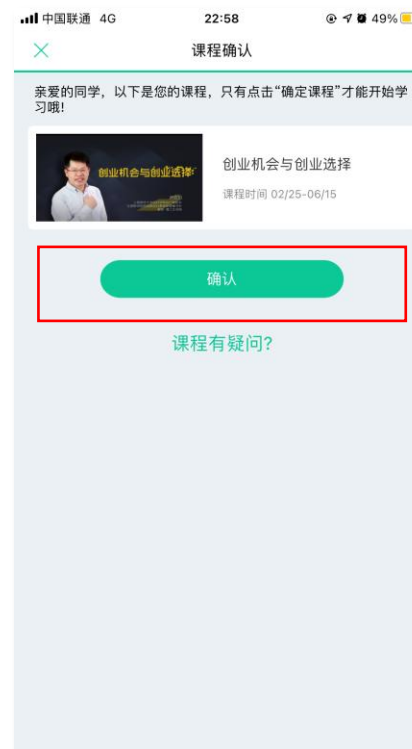 中国联通 4G 22:58 49%
课程确认
亲爱的同学，以下是您的课程，只有点击“确定课程”才能开始学
习哦!
创业机会与创业选择
创业机会与创业选择
课程时间 02/25-06/15
确认
课程有疑问?